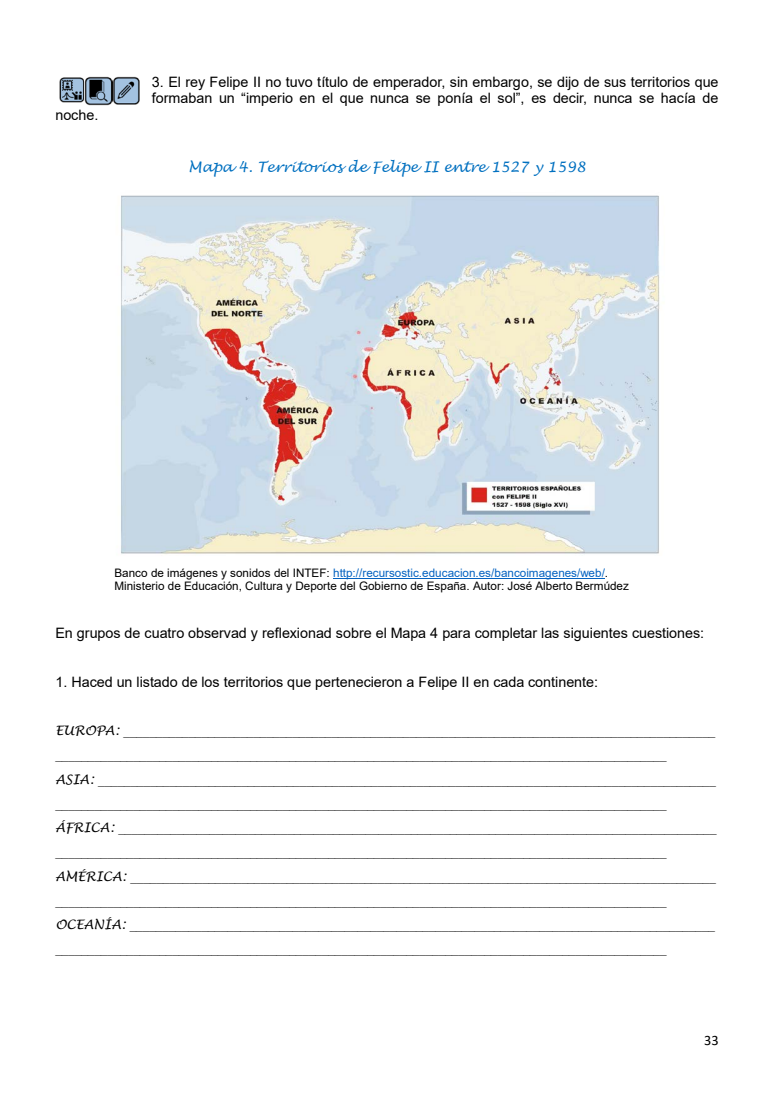 3. El rey Felipe II no tuvo título de emperador, sin embargo, se dijo de sus territorios que
formaban un “imperio en el que nunca se ponía el sol”, es decir, nunca se hacía de
noche.
Mapa 4. Territorios de Felipe II entre 1527 y 1598
AMÉRICA
DEL NORTE
EUROPA
ASIA
ÁFRICA
OCEANÍA
AMÉRICA
DEL SUR
TERRITORIOS ESPAÑOLES
con FELIPE II
1527 - 1598 (Siglo XVI)
Banco de imágenes y sonidos del INTEF: http://recursostic.educacion.es/bancoimagenes/web/.
Ministerio de Educación, Cultura y Deporte del Gobierno de España. Autor: José Alberto Bermúdez
En grupos de cuatro observad y reflexionad sobre el Mapa 4 para completar las siguientes cuestiones:
1. Haced un listado de los territorios que pertenecieron a Felipe II en cada continente:
EUROPA:
ASIA:
ÁFRICA:
AMÉRICA:
OCEANÍA:
33